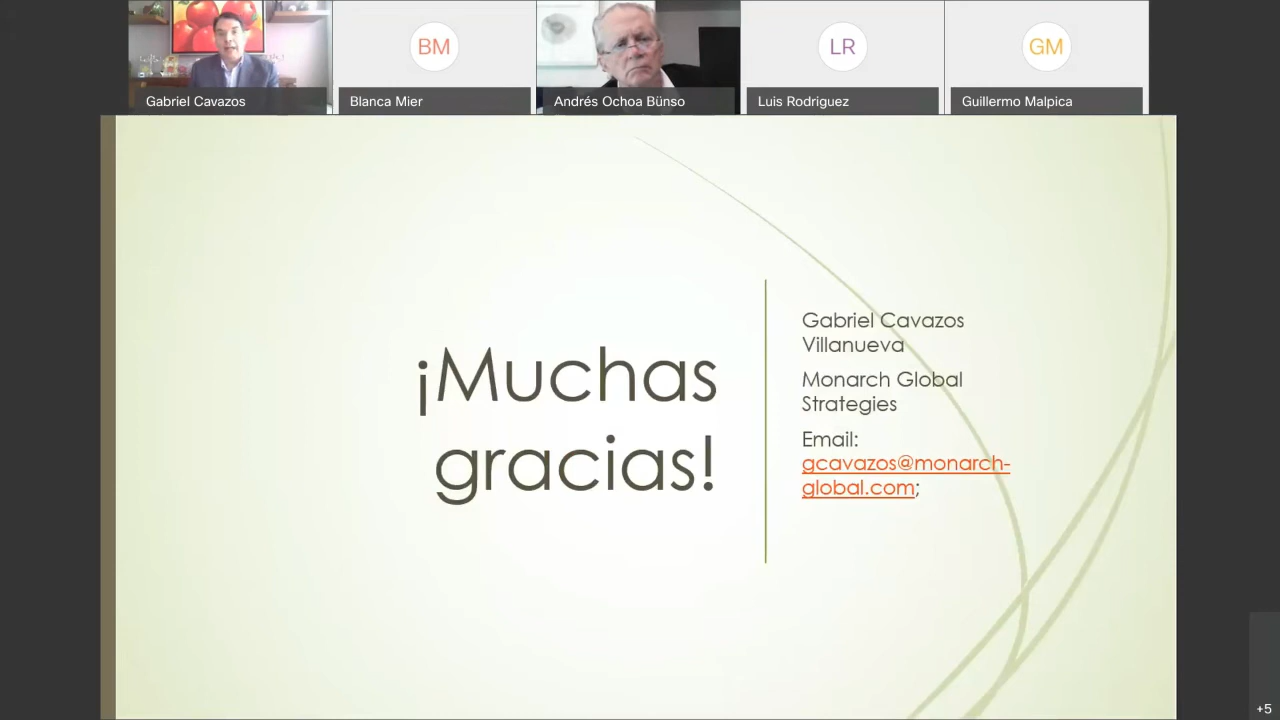 BM
LR
GM
Gabriel Cavazos
Blanca Mier
Andrés Ochoa Bünso
Luis Rodriguez
Guillermo Malpica
¡Muchas
gracias!
Gabriel Cavazos
Villanueva
Monarch Global
Strategies
Email:
gcavazos@monarch-
global.com;
+5